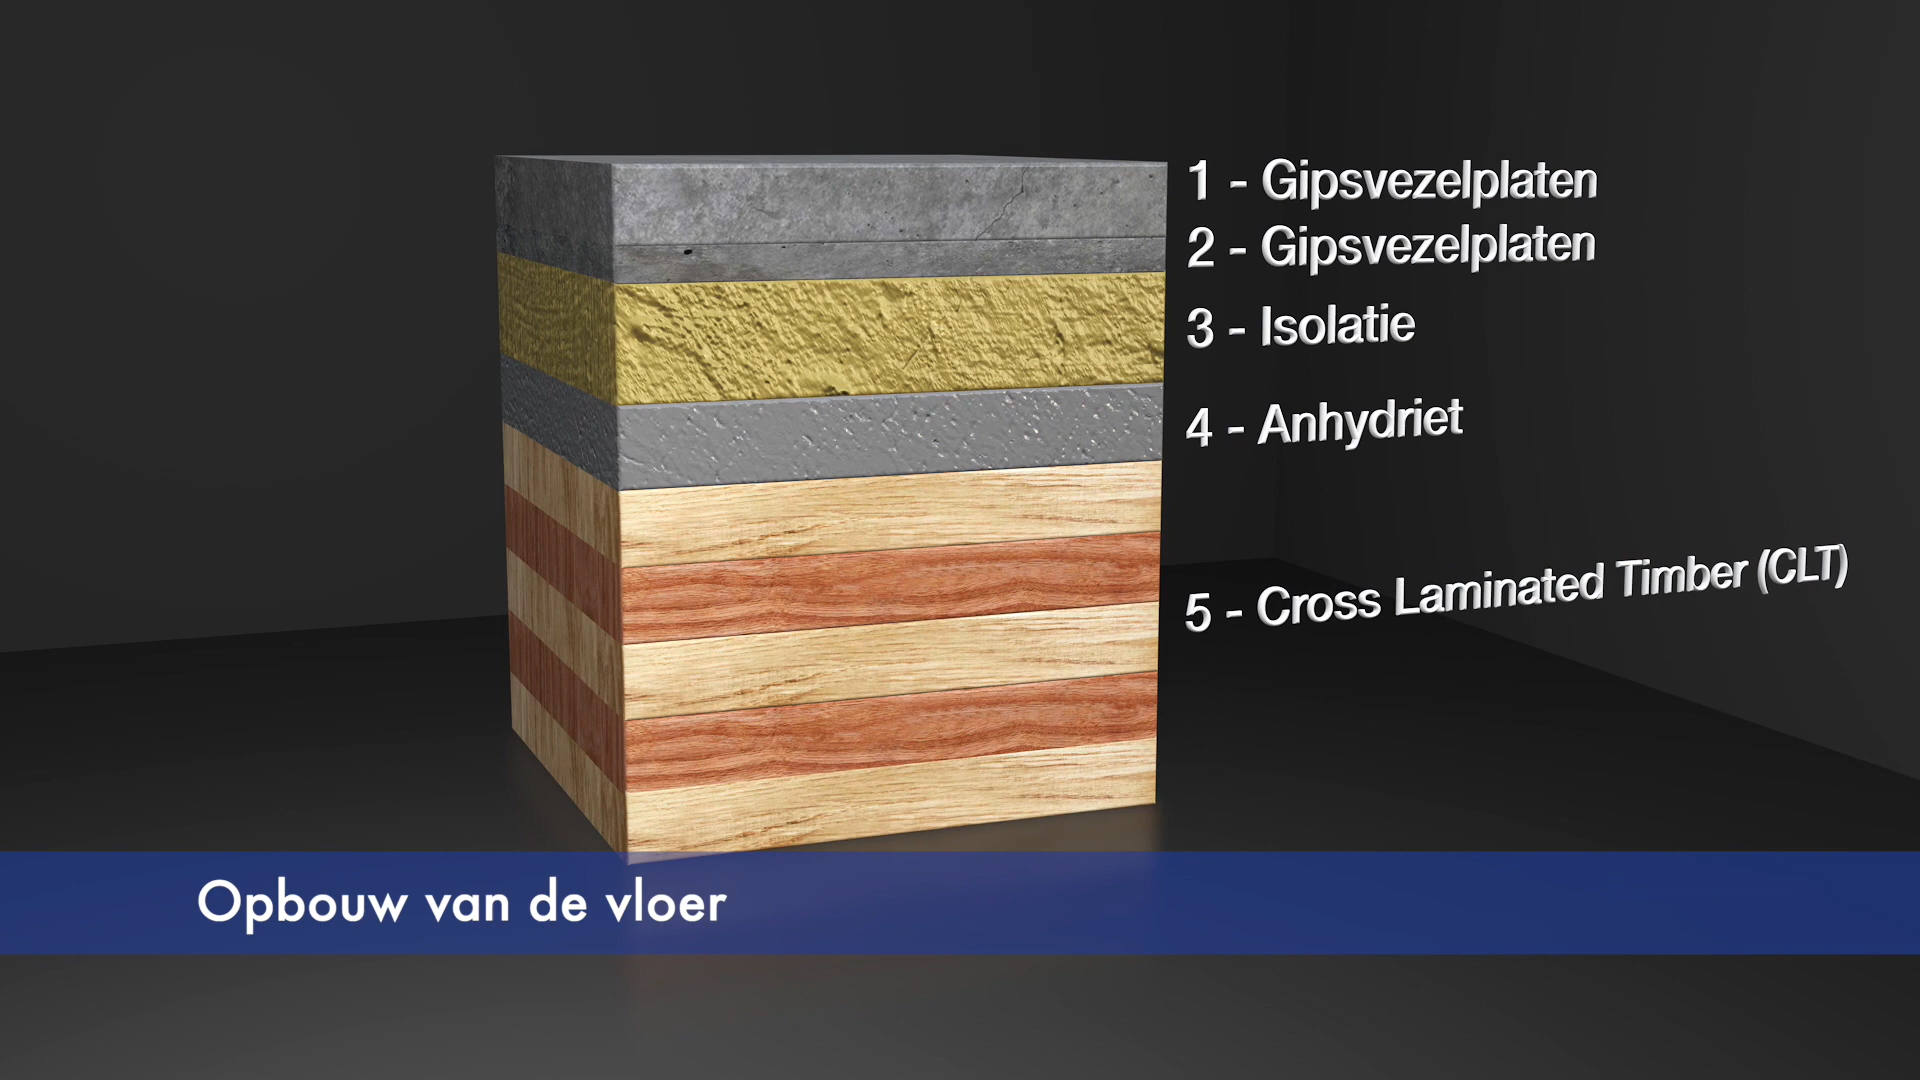 1 - Gipsvezelplaten
2 - Gipsvezelplaten
3 - Isolatie
4 - Anhydriet
5 - Cross Laminated Timber (CLT)
Opbouw van de vloer